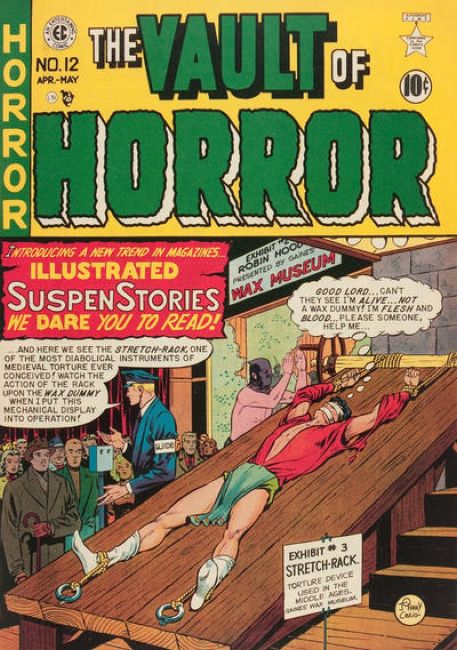 HORROR
AN ENTERTAINING
EC
COMIC
NO. 12
APR.-MAY
THE VAULT OF
HORROR
10¢
INTRODUCING A NEW TREND IN MAGAZINES...
ILLUSTRATED
SUSPENSTORIES
WE DARE YOU TO READ!
EXHIBIT #2
ROBIN HOOD
PRESENTED BY GAINES'
WAX MUSEUM
GOOD LORD... CAN'T
THEY SEE I'M ALIVE... NOT
A WAX DUMMY! I'M FLESH AND
BLOOD... PLEASE SOMEONE,
HELP ME...
...AND HERE WE SEE THE STRETCH-RACK, ONE
OF THE MOST DIABOLICAL INSTRUMENTS OF
MEDIEVAL TORTURE EVER
CONCEIVED! WATCH THE
ACTION OF THE RACK
UPON THE WAX DUMMY
WHEN I PUT THIS
MECHANICAL DISPLAY
INTO OPERATION!
GUIDE
EXHIBIT # 3
STRETCH-RACK.
TORTURE DEVICE
USED IN THE
MIDDLE AGES.
GAINES' WAX MUSEUM.
JOHNNY
CRAIG